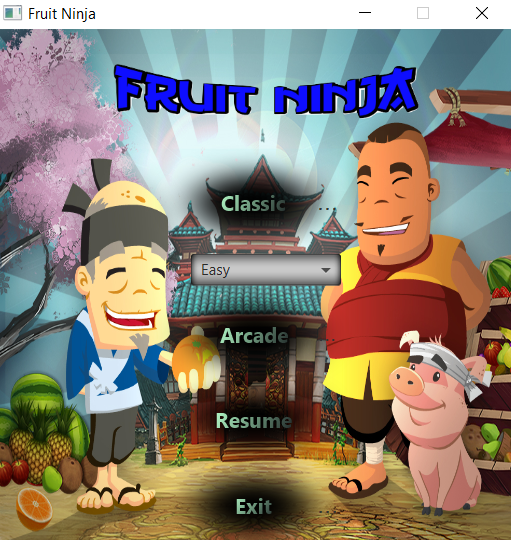 Fruit Ninja
FRUIT NINJA
Classic
...
Easy
Arcade
Resume
Exit